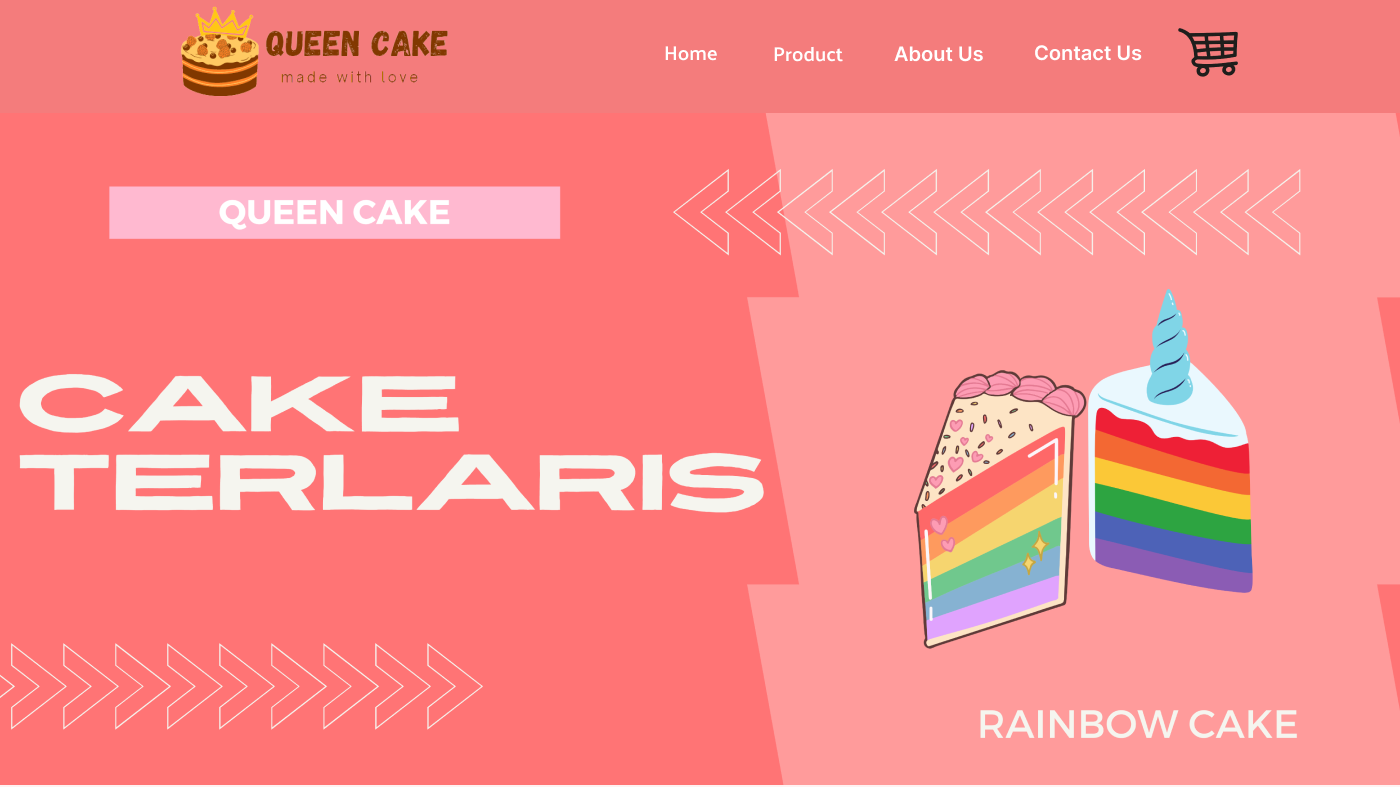 QUEEN CAKE
made with love
Home Product About Us Contact Us
QUEEN CAKE
CAKE
TERLARIS
RAINBOW CAKE